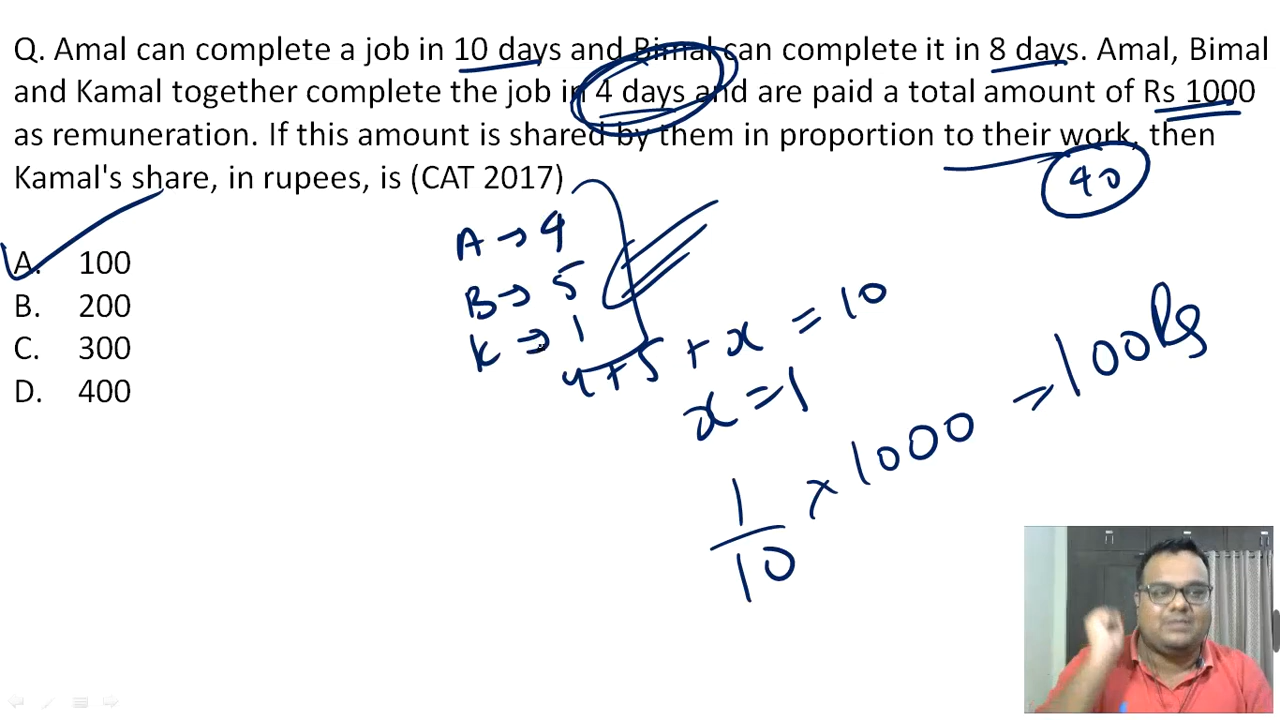 Q. Amal can complete a job in 10 days and Bimal can complete it in 8 days. Amal, Bimal
and Kamal together complete the job in 4 days and are paid a total amount of Rs 1000
as remuneration. If this amount is shared by them in proportion to their work, then
Kamal's share, in rupees, is (CAT 2017)
40
A. 100
B. 200
C. 300
D. 400
A → 4
B → 5
K → 1
4+5 + x = 10
x = 1
1/10 × 1000 = 100 Rs